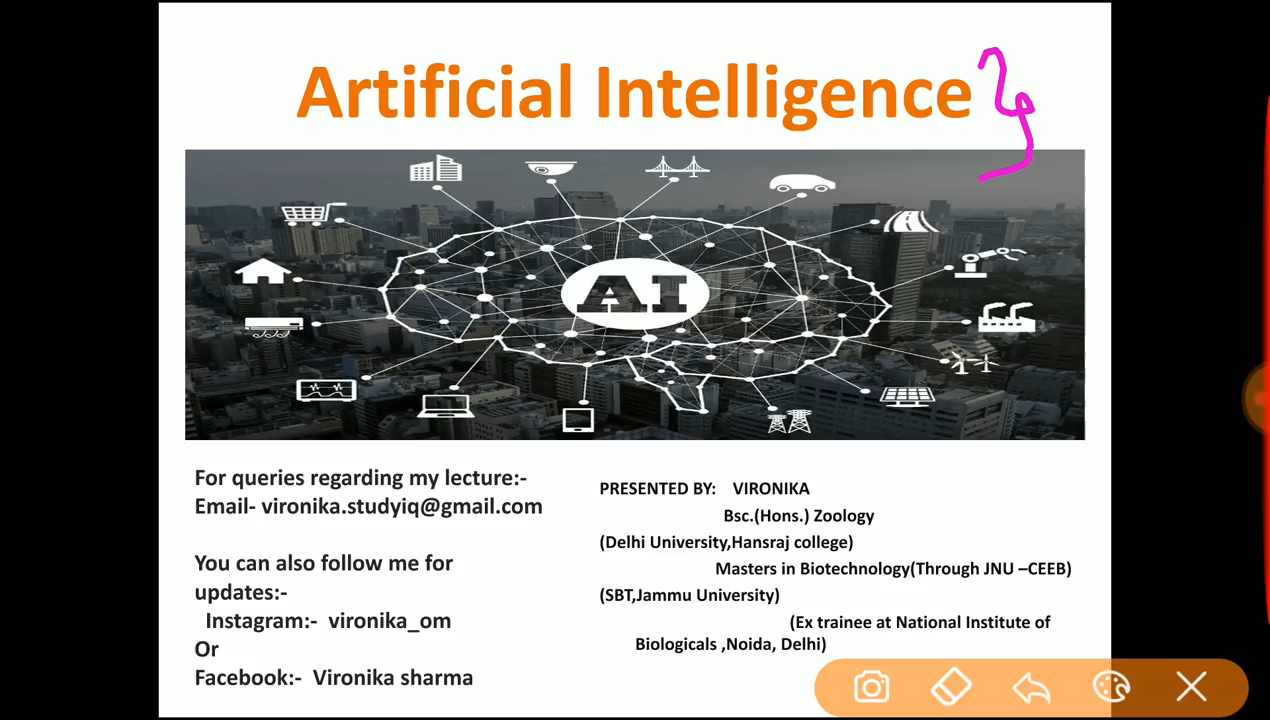 Artificial Intelligence
AI
For queries regarding my lecture:-
Email- vironika.studyiq@gmail.com
You can also follow me for
updates:-
Instagram:- vironika_om
Or
Facebook:- Vironika sharma
PRESENTED BY: VIRONIKA
Bsc.(Hons.) Zoology
(Delhi University,Hansraj college)
Masters in Biotechnology(Through JNU –CEEB)
(SBT,Jammu University)
(Ex trainee at National Institute of
Biologicals ,Noida, Delhi)